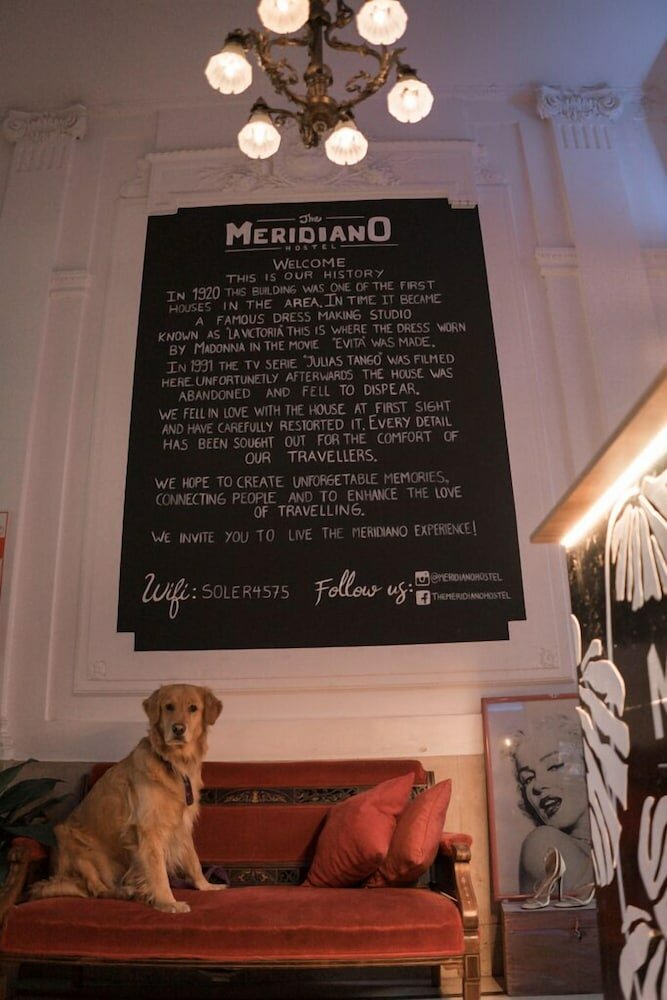 The
MERIDIANO
HOSTEL
WELCOME
THIS IS OUR HISTORY
IN 1920 THIS BUILDING WAS ONE OF THE FIRST
HOUSES IN THE AREA. IN TIME IT BECAME
A FAMOUS DRESS MAKING STUDIO
KNOWN AS "LA VICTORIA" THIS IS WHERE THE DRESS WORN
BY MADONNA IN THE MOVIE "EVITA" WAS MADE.
IN 1991 THE TV SERIE "JULIAS TANGO" WAS FILMED
HERE. UNFORTUNETLY AFTERWARDS THE HOUSE WAS
ABANDONED AND FELL TO DISPEAR.
WE FELL IN LOVE WITH THE HOUSE AT FIRST SIGHT
AND HAVE CAREFULLY RESTORTED IT. EVERY DETAIL
HAS BEEN SOUGHT OUT FOR THE COMFORT OF
OUR TRAVELLERS.
WE HOPE TO CREATE UNFORGETABLE MEMORIES,
CONNECTING PEOPLE AND TO ENHANCE THE LOVE
OF TRAVELLING.
WE INVITE YOU TO LIVE THE MERIDIANO EXPERIENCE!
Wifi: SOLER4575
Follow us: @MERIDIANOHOSTEL
THEMERIDIANOHOSTEL